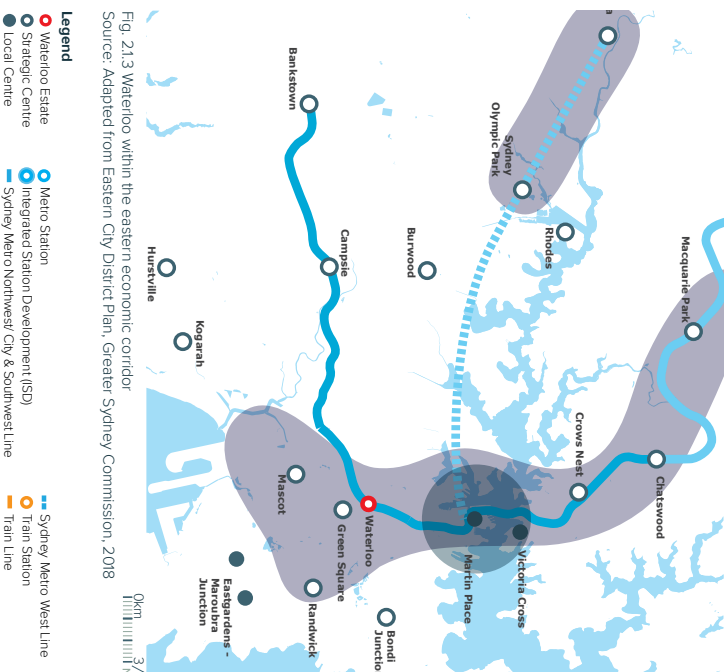 a
Sydney
Olympic Park
Rhodes
Macquarie Park
Bankstown
Campsie
Burwood
Hurstville
Kogarah
Crows Nest
Chatswood
Mascot
Green Square
Waterloo
Martin Place
Victoria Cross
Eastgardens -
Maroubra
Junction
Randwick
Bondi
Junctio
0km
3/
Fig. 2.1.3 Waterloo within the eastern economic corridor
Source: Adapted from Eastern City District Plan, Greater Sydney Commission, 2018
Legend
Waterloo Estate
Strategic Centre
Local Centre
Metro Station
Integrated Station Development (ISD)
Sydney Metro Northwest/ City & Southwest Line
Sydney Metro West Line
Train Station
Train Line